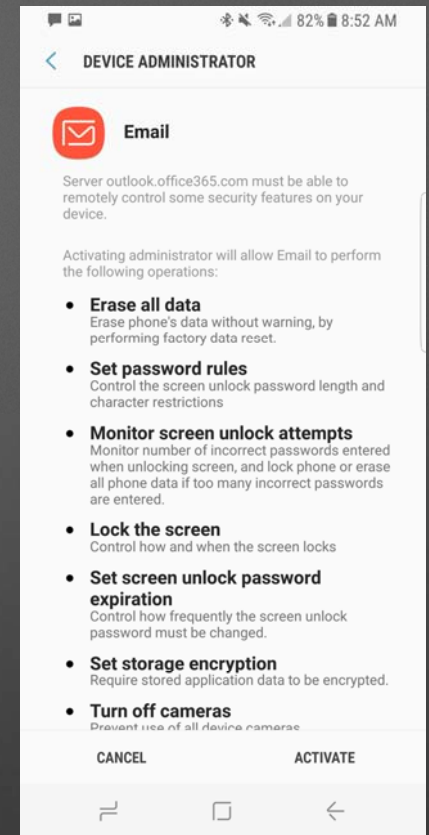 82% 8:52 AM
DEVICE ADMINISTRATOR
Email
Server outlook.office365.com must be able to
remotely control some security features on your
device.
Activating administrator will allow Email to perform
the following operations:
• Erase all data
Erase phone's data without warning, by
performing factory data reset.
• Set password rules
Control the screen unlock password length and
character restrictions
• Monitor screen unlock attempts
Monitor number of incorrect passwords entered
when unlocking screen, and lock phone or erase
all phone data if too many incorrect passwords
are entered.
• Lock the screen
Control how and when the screen locks
• Set screen unlock password
expiration
Control how frequently the screen unlock
password must be changed.
• Set storage encryption
Require stored application data to be encrypted.
• Turn off cameras
Prevent use of all device cameras
CANCEL ACTIVATE